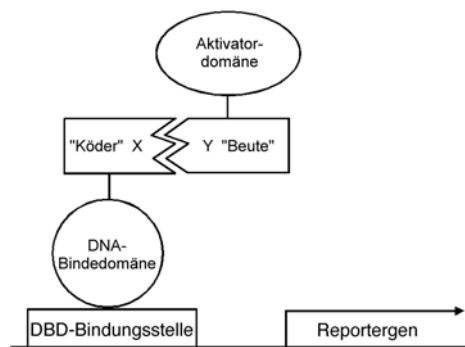 Aktivator-
domäne
"Köder" X
Y "Beute"
DNA-
Bindedomäne
DBD-Bindungsstelle
Reportergen